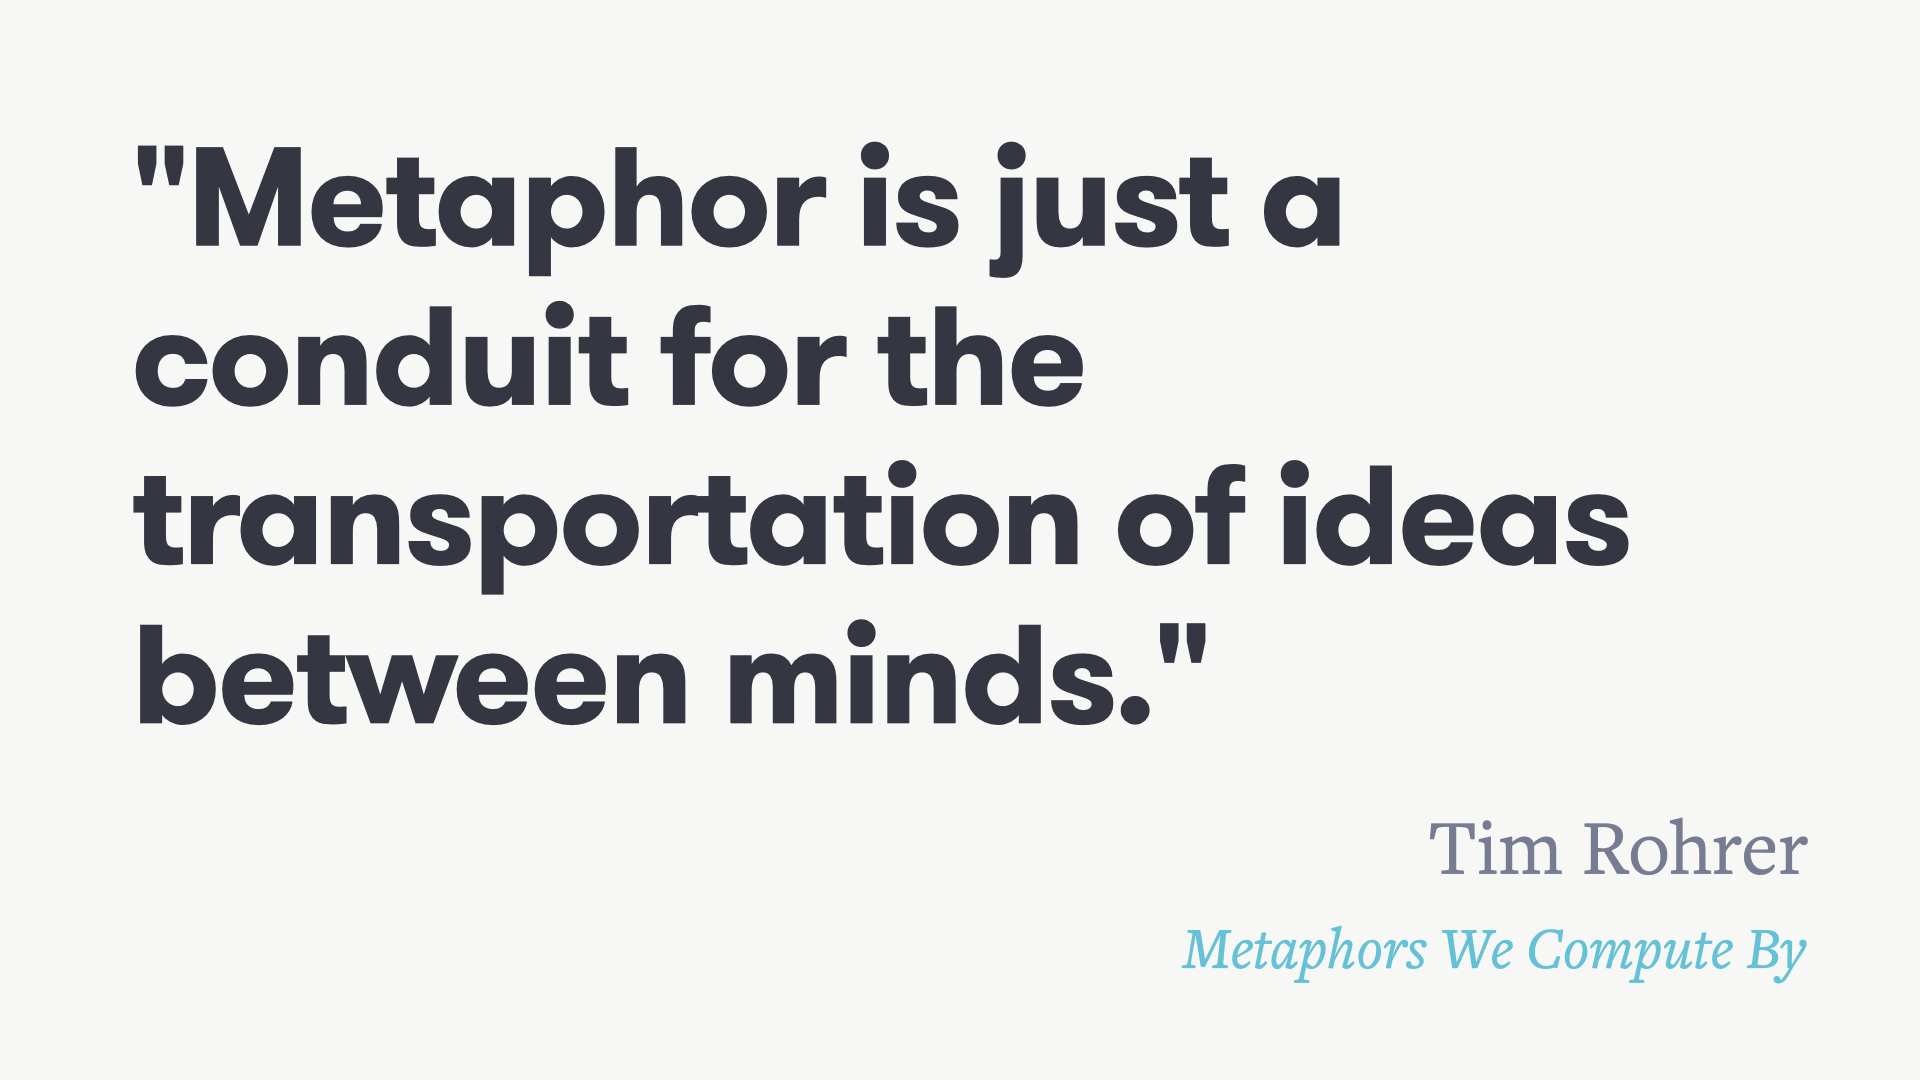 "Metaphor is just a
conduit for the
transportation of ideas
between minds."
Tim Rohrer
Metaphors We Compute By